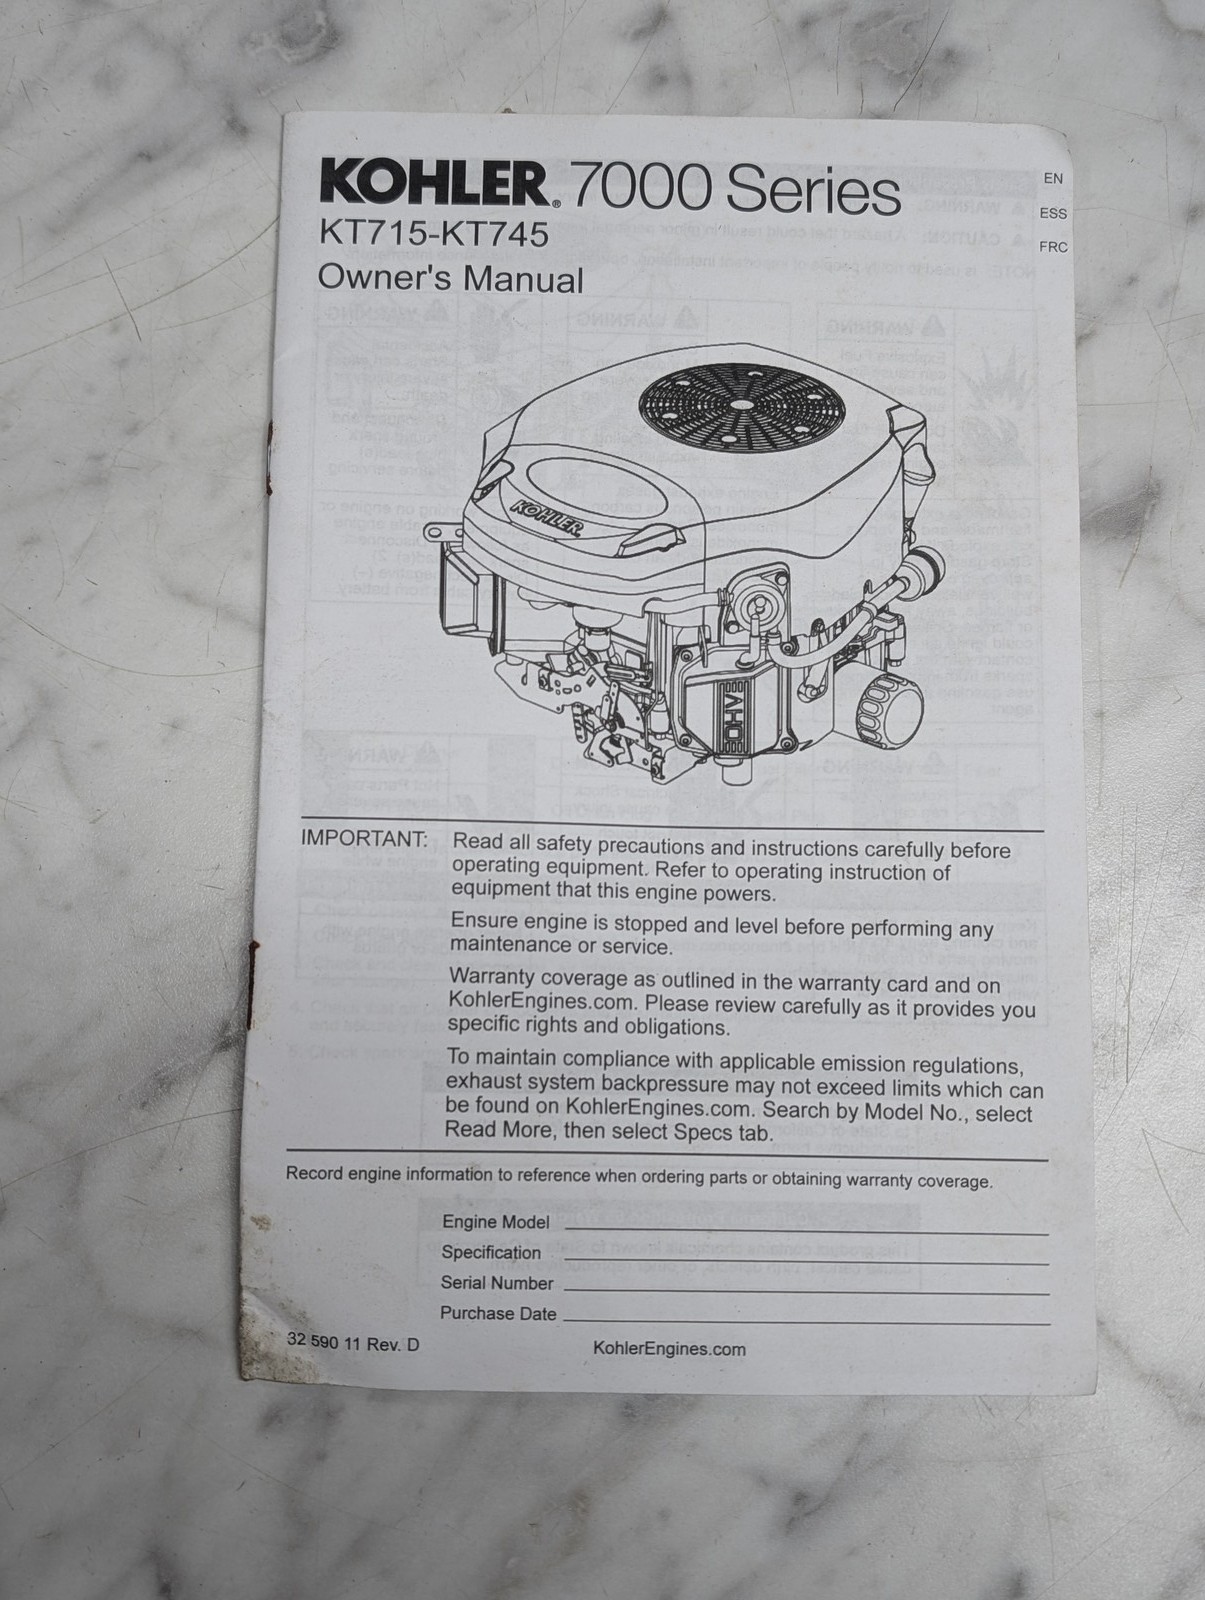 KOHLER® 7000 Series
KT715-KT745
Owner's Manual
EN
ESS
FRC
KOHLER
OHV
IMPORTANT: Read all safety precautions and instructions carefully before
operating equipment. Refer to operating instruction of
equipment that this engine powers.
Ensure engine is stopped and level before performing any
maintenance or service.
Warranty coverage as outlined in the warranty card and on
KohlerEngines.com. Please review carefully as it provides you
specific rights and obligations.
To maintain compliance with applicable emission regulations,
exhaust system backpressure may not exceed limits which can
be found on KohlerEngines.com. Search by Model No., select
Read More, then select Specs tab.
Record engine information to reference when ordering parts or obtaining warranty coverage.
Engine Model
Specification
Serial Number
Purchase Date
32 590 11 Rev. D
KohlerEngines.com